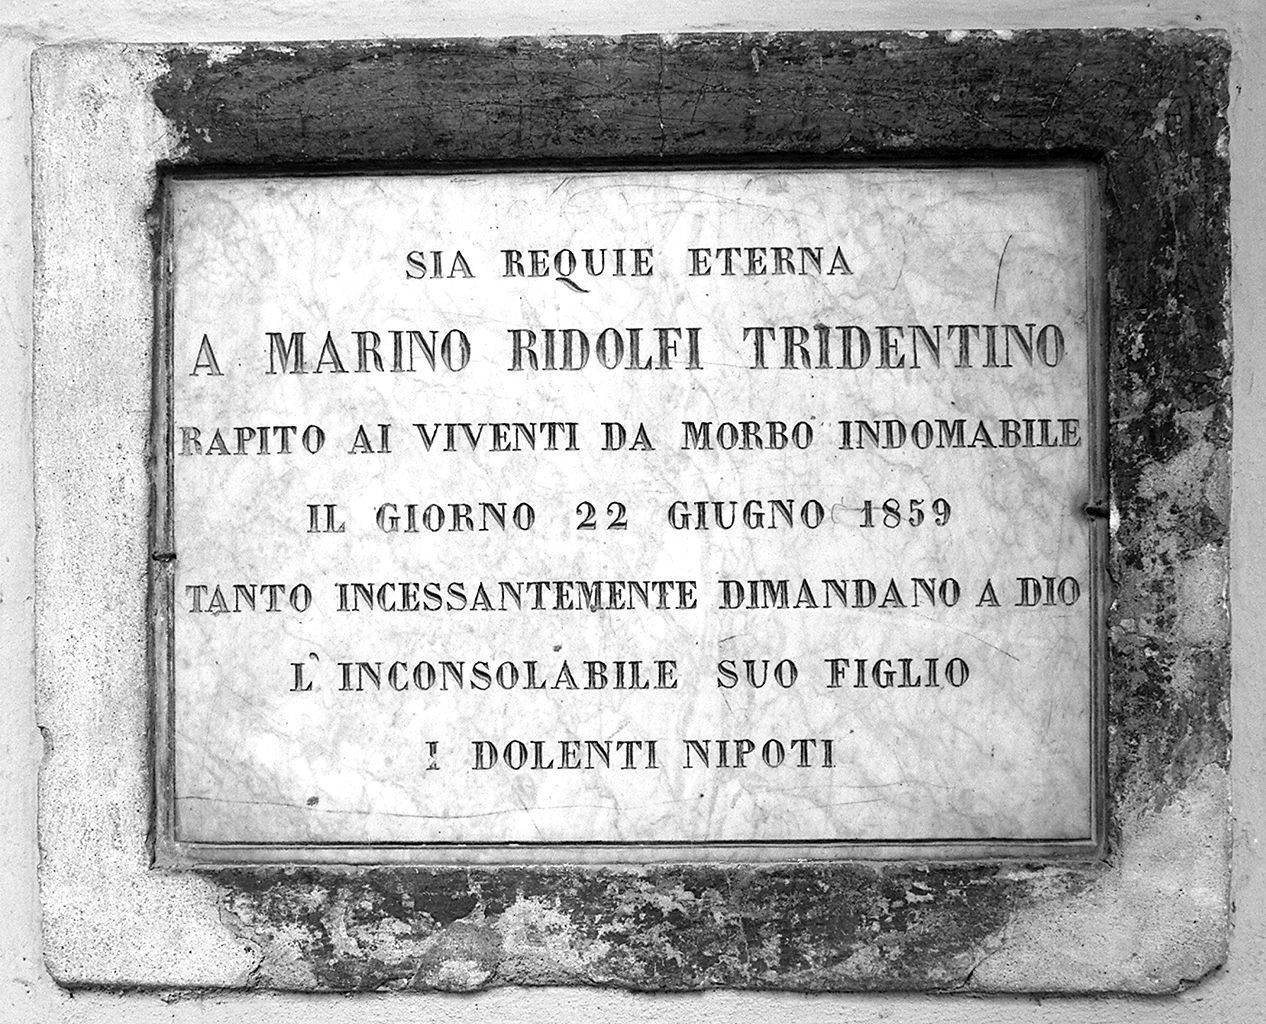 SIA REQUIE ETERNA
A MARINO RIDOLFI TRIDENTINO
RAPITO AI VIVENTI DA MORBO INDOMABILE
IL GIORNO 22 GIUGNO 1859
TANTO INCESSANTEMENTE DIMANDANO A DIO
L'INCONSOLABILE SUO FIGLIO
I DOLENTI NIPOTI